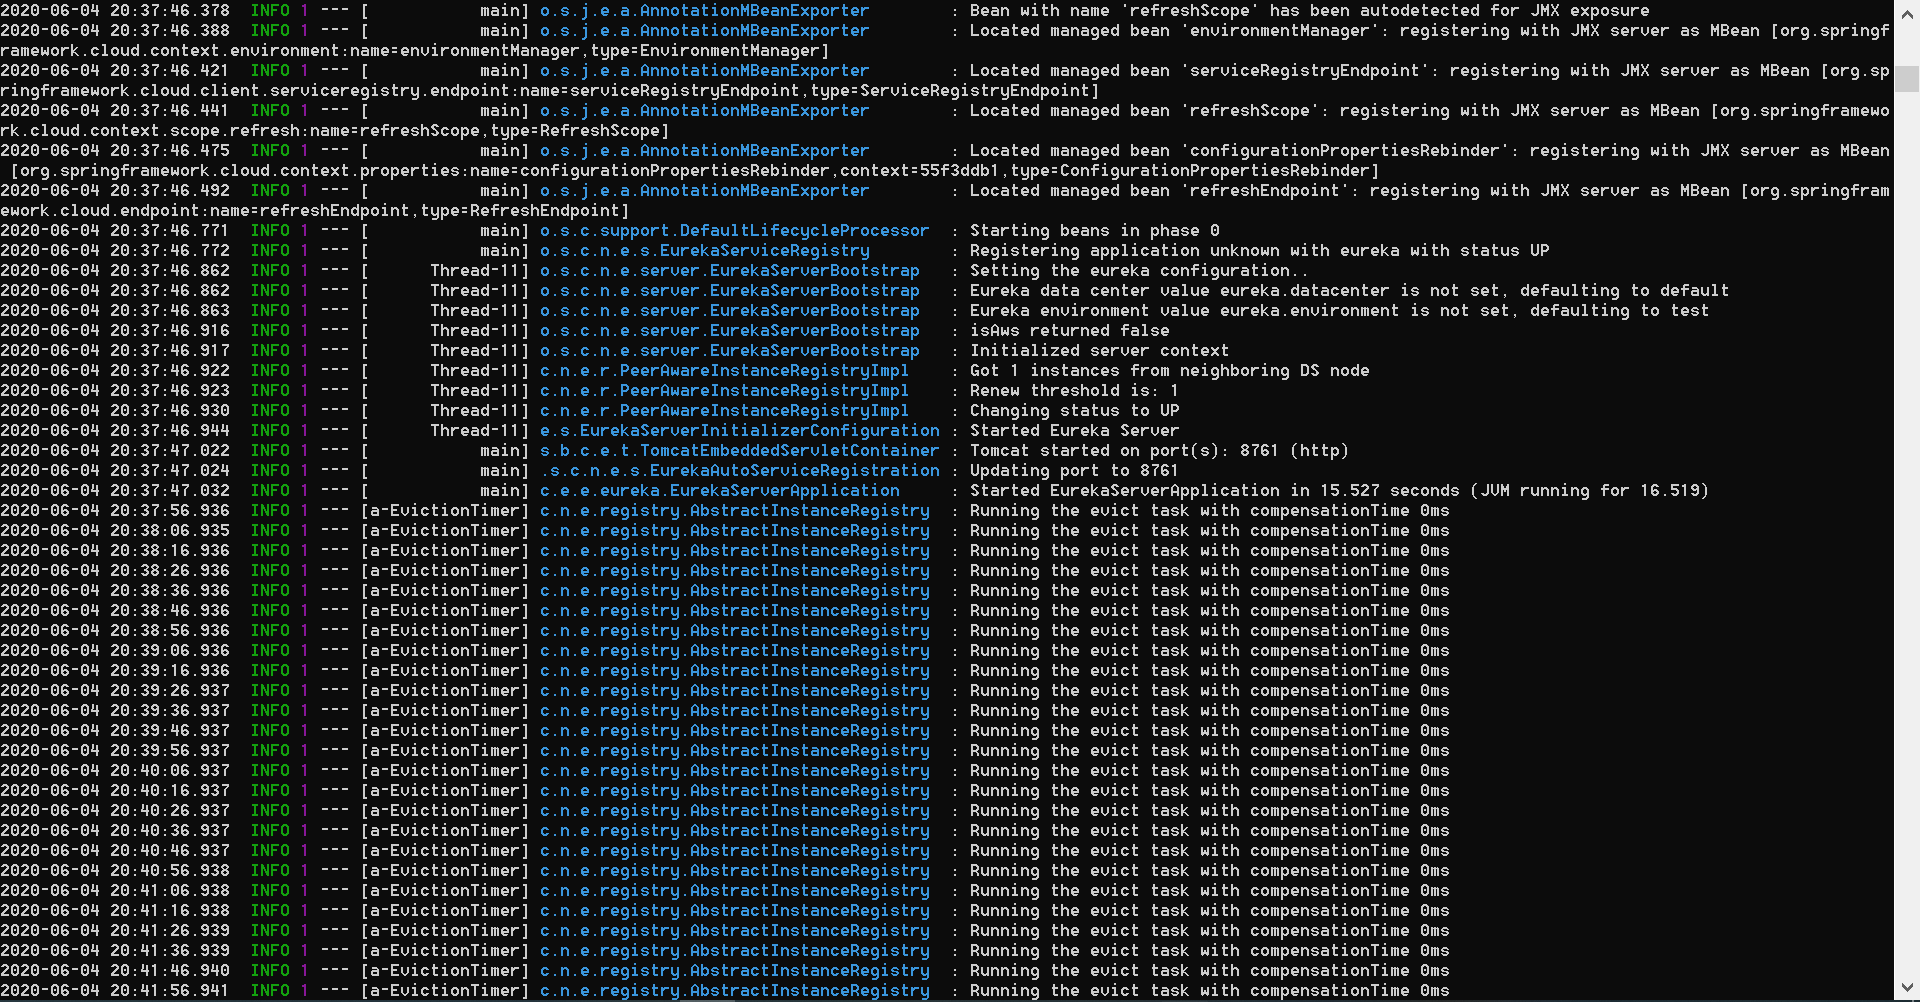 2020-06-04 20:37:46.378  INFO 1 --- [           main] o.s.j.e.a.AnnotationMBeanExporter        : Bean with name 'refreshScope' has been autodetected for JMX exposure
2020-06-04 20:37:46.388  INFO 1 --- [           main] o.s.j.e.a.AnnotationMBeanExporter        : Located managed bean 'environmentManager': registering with JMX server as MBean [org.springf
ramework.cloud.context.environment:name=environmentManager,type=EnvironmentManager]
2020-06-04 20:37:46.421  INFO 1 --- [           main] o.s.j.e.a.AnnotationMBeanExporter        : Located managed bean 'serviceRegistryEndpoint': registering with JMX server as MBean [org.sp
ringframework.cloud.client.serviceregistry.endpoint:name=serviceRegistryEndpoint,type=ServiceRegistryEndpoint]
2020-06-04 20:37:46.441  INFO 1 --- [           main] o.s.j.e.a.AnnotationMBeanExporter        : Located managed bean 'refreshScope': registering with JMX server as MBean [org.springframewo
rk.cloud.context.scope.refresh:name=refreshScope,type=RefreshScope]
2020-06-04 20:37:46.475  INFO 1 --- [           main] o.s.j.e.a.AnnotationMBeanExporter        : Located managed bean 'configurationPropertiesRebinder': registering with JMX server as MBean
 [org.springframework.cloud.context.properties:name=configurationPropertiesRebinder,context=55f3ddb1,type=ConfigurationPropertiesRebinder]
2020-06-04 20:37:46.492  INFO 1 --- [           main] o.s.j.e.a.AnnotationMBeanExporter        : Located managed bean 'refreshEndpoint': registering with JMX server as MBean [org.springfram
ework.cloud.endpoint:name=refreshEndpoint,type=RefreshEndpoint]
2020-06-04 20:37:46.771  INFO 1 --- [           main] o.s.c.support.DefaultLifecycleProcessor  : Starting beans in phase 0
2020-06-04 20:37:46.772  INFO 1 --- [           main] o.s.c.n.e.s.EurekaServiceRegistry        : Registering application unknown with eureka with status UP
2020-06-04 20:37:46.862  INFO 1 --- [      Thread-11] o.s.c.n.e.server.EurekaServerBootstrap   : Setting the eureka configuration..
2020-06-04 20:37:46.862  INFO 1 --- [      Thread-11] o.s.c.n.e.server.EurekaServerBootstrap   : Eureka data center value eureka.datacenter is not set, defaulting to default
2020-06-04 20:37:46.863  INFO 1 --- [      Thread-11] o.s.c.n.e.server.EurekaServerBootstrap   : Eureka environment value eureka.environment is not set, defaulting to test
2020-06-04 20:37:46.916  INFO 1 --- [      Thread-11] o.s.c.n.e.server.EurekaServerBootstrap   : isAws returned false
2020-06-04 20:37:46.917  INFO 1 --- [      Thread-11] o.s.c.n.e.server.EurekaServerBootstrap   : Initialized server context
2020-06-04 20:37:46.922  INFO 1 --- [      Thread-11] c.n.e.r.PeerAwareInstanceRegistryImpl    : Got 1 instances from neighboring DS node
2020-06-04 20:37:46.923  INFO 1 --- [      Thread-11] c.n.e.r.PeerAwareInstanceRegistryImpl    : Renew threshold is: 1
2020-06-04 20:37:46.930  INFO 1 --- [      Thread-11] c.n.e.r.PeerAwareInstanceRegistryImpl    : Changing status to UP
2020-06-04 20:37:46.944  INFO 1 --- [      Thread-11] e.s.EurekaServerInitializerConfiguration : Started Eureka Server
2020-06-04 20:37:47.022  INFO 1 --- [           main] s.b.c.e.t.TomcatEmbeddedServletContainer : Tomcat started on port(s): 8761 (http)
2020-06-04 20:37:47.024  INFO 1 --- [           main] .s.c.n.e.s.EurekaAutoServiceRegistration : Updating port to 8761
2020-06-04 20:37:47.032  INFO 1 --- [           main] c.e.e.eureka.EurekaServerApplication     : Started EurekaServerApplication in 15.527 seconds (JVM running for 16.519)
2020-06-04 20:37:56.936  INFO 1 --- [a-EvictionTimer] c.n.e.registry.AbstractInstanceRegistry  : Running the evict task with compensationTime 0ms
2020-06-04 20:38:06.935  INFO 1 --- [a-EvictionTimer] c.n.e.registry.AbstractInstanceRegistry  : Running the evict task with compensationTime 0ms
2020-06-04 20:38:16.936  INFO 1 --- [a-EvictionTimer] c.n.e.registry.AbstractInstanceRegistry  : Running the evict task with compensationTime 0ms
2020-06-04 20:38:26.936  INFO 1 --- [a-EvictionTimer] c.n.e.registry.AbstractInstanceRegistry  : Running the evict task with compensationTime 0ms
2020-06-04 20:38:36.936  INFO 1 --- [a-EvictionTimer] c.n.e.registry.AbstractInstanceRegistry  : Running the evict task with compensationTime 0ms
2020-06-04 20:38:46.936  INFO 1 --- [a-EvictionTimer] c.n.e.registry.AbstractInstanceRegistry  : Running the evict task with compensationTime 0ms
2020-06-04 20:38:56.936  INFO 1 --- [a-EvictionTimer] c.n.e.registry.AbstractInstanceRegistry  : Running the evict task with compensationTime 0ms
2020-06-04 20:39:06.936  INFO 1 --- [a-EvictionTimer] c.n.e.registry.AbstractInstanceRegistry  : Running the evict task with compensationTime 0ms
2020-06-04 20:39:16.936  INFO 1 --- [a-EvictionTimer] c.n.e.registry.AbstractInstanceRegistry  : Running the evict task with compensationTime 0ms
2020-06-04 20:39:26.937  INFO 1 --- [a-EvictionTimer] c.n.e.registry.AbstractInstanceRegistry  : Running the evict task with compensationTime 0ms
2020-06-04 20:39:36.937  INFO 1 --- [a-EvictionTimer] c.n.e.registry.AbstractInstanceRegistry  : Running the evict task with compensationTime 0ms
2020-06-04 20:39:46.937  INFO 1 --- [a-EvictionTimer] c.n.e.registry.AbstractInstanceRegistry  : Running the evict task with compensationTime 0ms
2020-06-04 20:39:56.937  INFO 1 --- [a-EvictionTimer] c.n.e.registry.AbstractInstanceRegistry  : Running the evict task with compensationTime 0ms
2020-06-04 20:40:06.937  INFO 1 --- [a-EvictionTimer] c.n.e.registry.AbstractInstanceRegistry  : Running the evict task with compensationTime 0ms
2020-06-04 20:40:16.937  INFO 1 --- [a-EvictionTimer] c.n.e.registry.AbstractInstanceRegistry  : Running the evict task with compensationTime 0ms
2020-06-04 20:40:26.937  INFO 1 --- [a-EvictionTimer] c.n.e.registry.AbstractInstanceRegistry  : Running the evict task with compensationTime 0ms
2020-06-04 20:40:36.937  INFO 1 --- [a-EvictionTimer] c.n.e.registry.AbstractInstanceRegistry  : Running the evict task with compensationTime 0ms
2020-06-04 20:40:46.937  INFO 1 --- [a-EvictionTimer] c.n.e.registry.AbstractInstanceRegistry  : Running the evict task with compensationTime 0ms
2020-06-04 20:40:56.938  INFO 1 --- [a-EvictionTimer] c.n.e.registry.AbstractInstanceRegistry  : Running the evict task with compensationTime 0ms
2020-06-04 20:41:06.938  INFO 1 --- [a-EvictionTimer] c.n.e.registry.AbstractInstanceRegistry  : Running the evict task with compensationTime 0ms
2020-06-04 20:41:16.938  INFO 1 --- [a-EvictionTimer] c.n.e.registry.AbstractInstanceRegistry  : Running the evict task with compensationTime 0ms
2020-06-04 20:41:26.939  INFO 1 --- [a-EvictionTimer] c.n.e.registry.AbstractInstanceRegistry  : Running the evict task with compensationTime 0ms
2020-06-04 20:41:36.939  INFO 1 --- [a-EvictionTimer] c.n.e.registry.AbstractInstanceRegistry  : Running the evict task with compensationTime 0ms
2020-06-04 20:41:46.940  INFO 1 --- [a-EvictionTimer] c.n.e.registry.AbstractInstanceRegistry  : Running the evict task with compensationTime 0ms
2020-06-04 20:41:56.941  INFO 1 --- [a-EvictionTimer] c.n.e.registry.AbstractInstanceRegistry  : Running the evict task with compensationTime 0ms